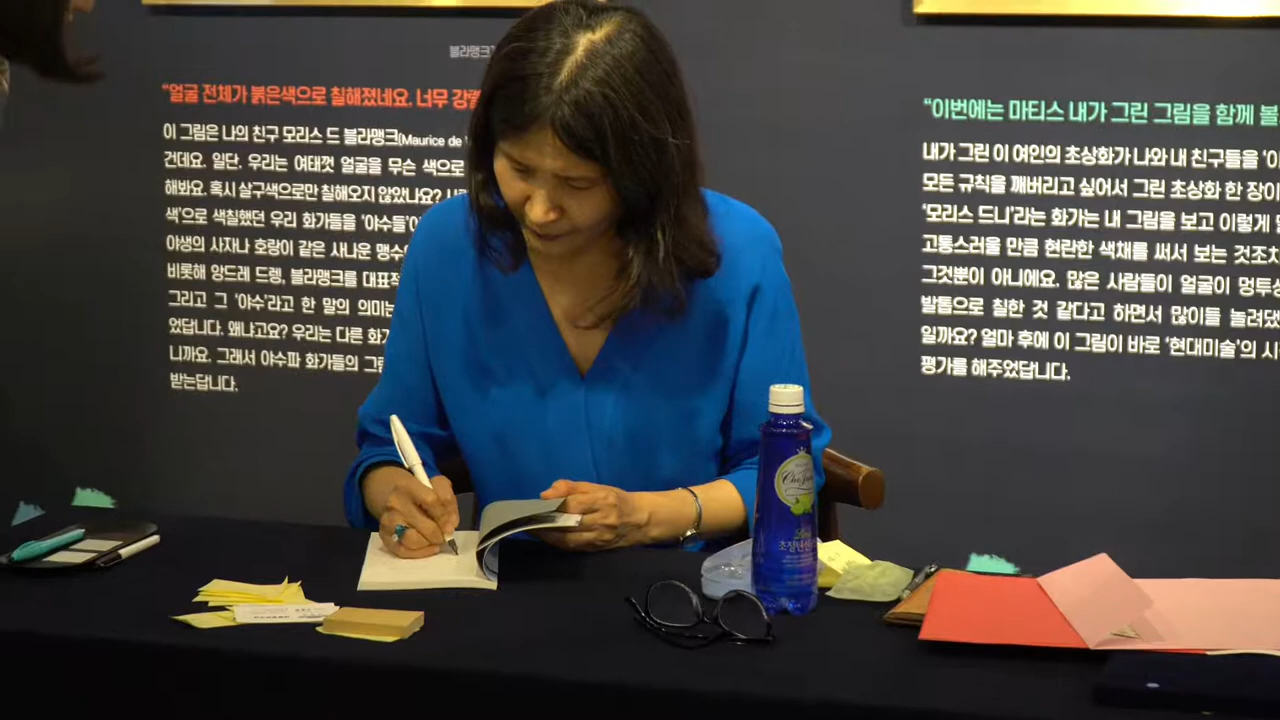 블라맹크
“얼굴 전체가 붉은색으로 칠해졌네요. 너무 강렬
이 그림은 나의 친구 모리스 드 블라맹크(Maurice de
건데요. 일단, 우리는 여태껏 얼굴을 무슨 색으로
해봐요. 혹시 살구색으로만 칠해오지 않았나요?
색’으로 색칠했던 우리 화가들을 ‘야수들’이
야생의 사자나 호랑이 같은 사나운 맹수
비롯해 앙드레 드렝, 블라맹크를 대표적
그리고 그 ‘야수’라고 한 말의 의미는
었답니다. 왜냐고요? 우리는 다른 화가
니까요. 그래서 야수파 화가들의 그림
받는답니다.
“이번에는 마티스 내가 그린 그림을 함께 볼
내가 그린 이 여인의 초상화가 나와 내 친구들을 ‘야
모든 규칙을 깨버리고 싶어서 그린 초상화 한 장이
‘모리스 드니’라는 화가는 내 그림을 보고 이렇게 말
고통스러울 만큼 현란한 색채를 써서 보는 것조차
그것뿐이 아니에요. 많은 사람들이 얼굴이 멍투성
발톱으로 칠한 것 같다고 하면서 많이들 놀려댔
일까요? 얼마 후에 이 그림이 바로 ‘현대미술’의 시
평가를 해주었답니다.
Lime
초정탄산